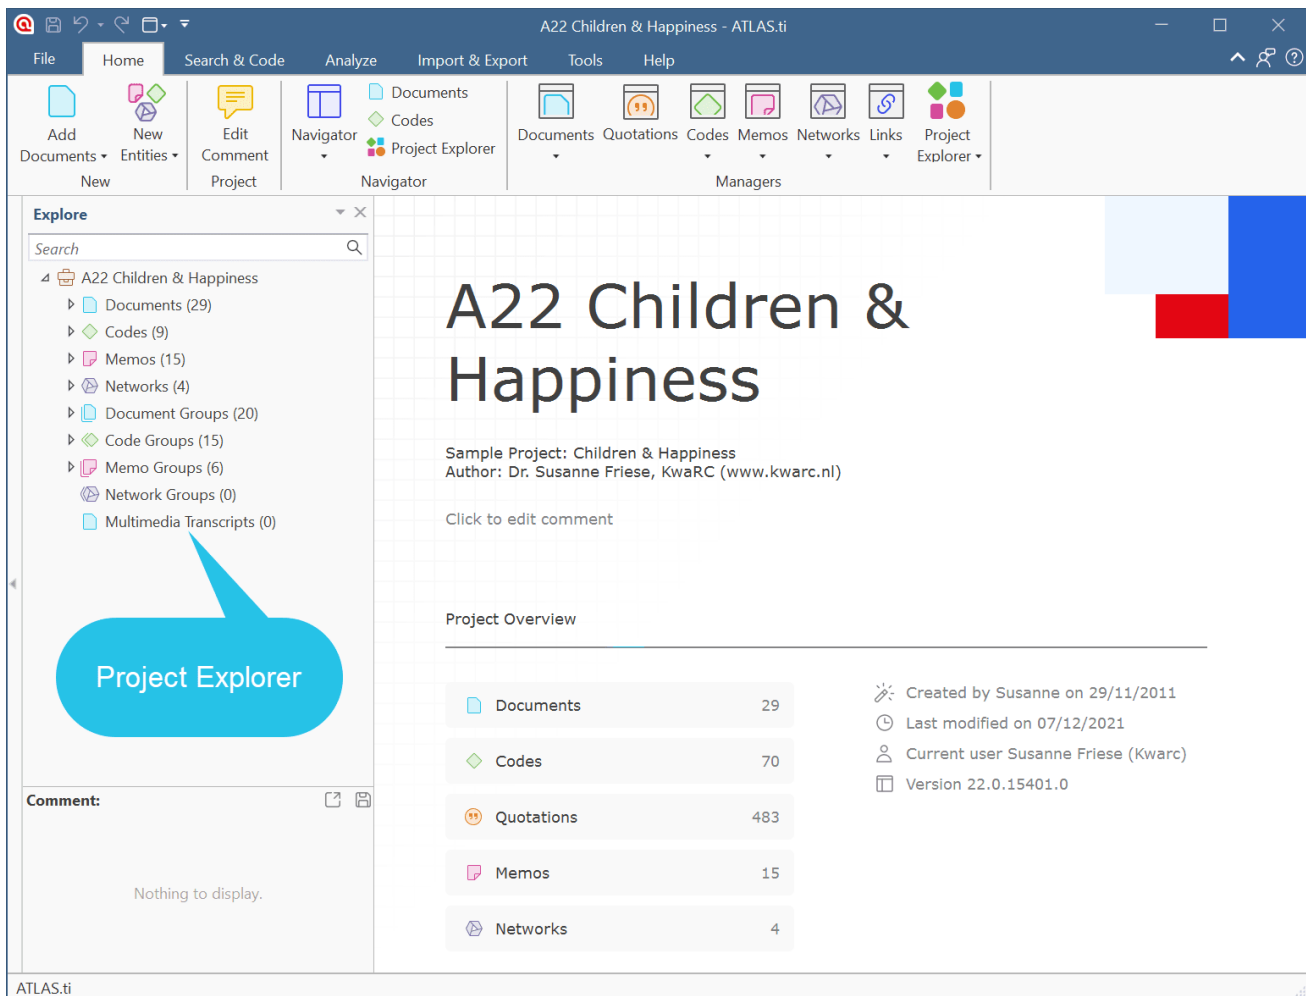 A22 Children & Happiness - ATLAS.ti
File Home Search & Code Analyze Import & Export Tools Help
Add Documents
New Entities
New
Edit Comment
Project
Navigator
Documents
Codes
Project Explorer
Navigator
Documents Quotations Codes Memos Networks Links Project Explorer
Managers
Explore
Search
A22 Children & Happiness
Documents (29)
Codes (9)
Memos (15)
Networks (4)
Document Groups (20)
Code Groups (15)
Memo Groups (6)
Network Groups (0)
Multimedia Transcripts (0)
Project Explorer
Comment:
Nothing to display.
A22 Children &
Happiness
Sample Project: Children & Happiness
Author: Dr. Susanne Friese, KwaRC (www.kwarc.nl)
Click to edit comment
Project Overview
Documents 29
Codes 70
Quotations 483
Memos 15
Networks 4
Created by Susanne on 29/11/2011
Last modified on 07/12/2021
Current user Susanne Friese (Kwarc)
Version 22.0.15401.0
ATLAS.ti